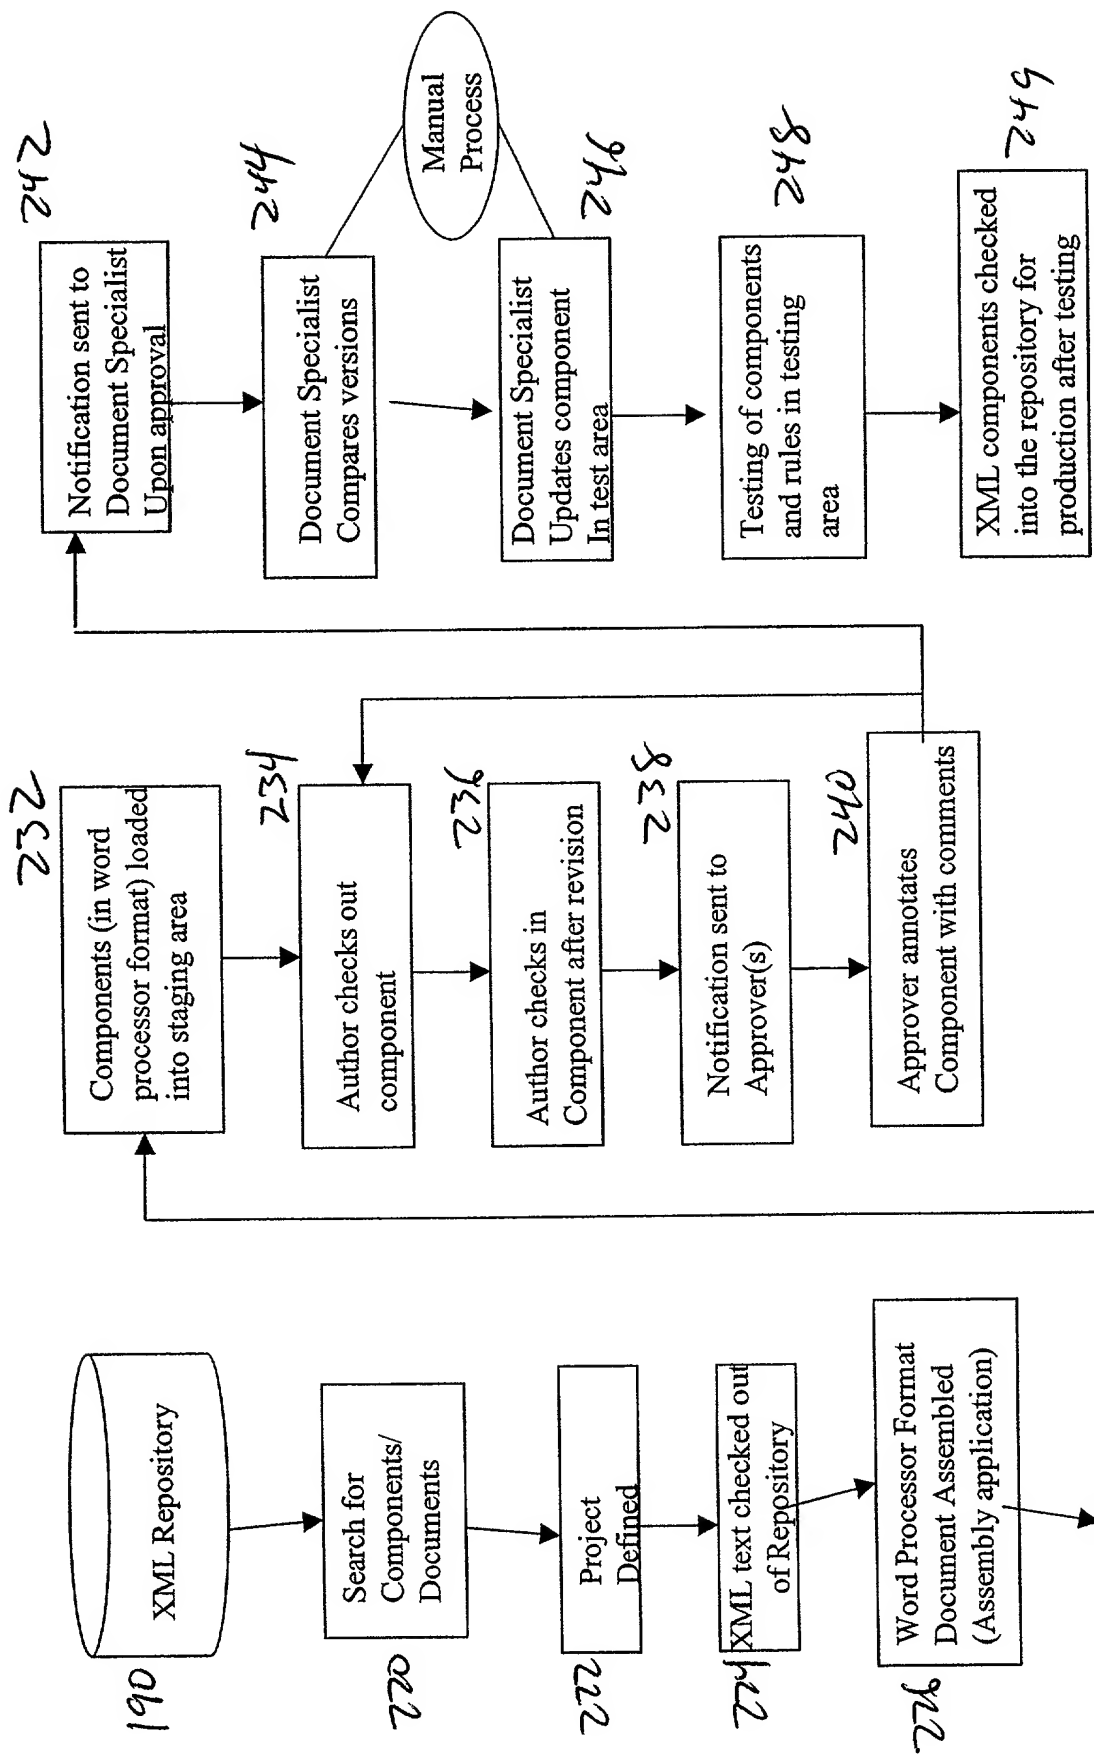 190
XML Repository
220
Search for
Components/
Documents
222
Project
Defined
224
XML text checked out
of Repository
226
Word Processor Format
Document Assembled
(Assembly application)
232
Components (in word
processor format) loaded
into staging area
234
Author checks out
component
236
Author checks in
Component after revision
238
Notification sent to
Approver(s)
240
Approver annotates
Component with comments
242
Notification sent to
Document Specialist
Upon approval
244
Document Specialist
Compares versions
Manual
Process
246
Document Specialist
Updates component
In test area
248
Testing of components
and rules in testing
area
249
XML components checked
into the repository for
production after testing